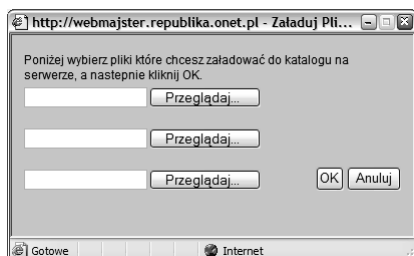 http://webmajster.republika.onet.pl - Załaduj Pli...
Poniżej wybierz pliki które chcesz załadować do katalogu na
serwerze, a nastepnie kliknij OK.
Przeglądaj...
Przeglądaj...
Przeglądaj...
OK Anuluj
Gotowe Internet